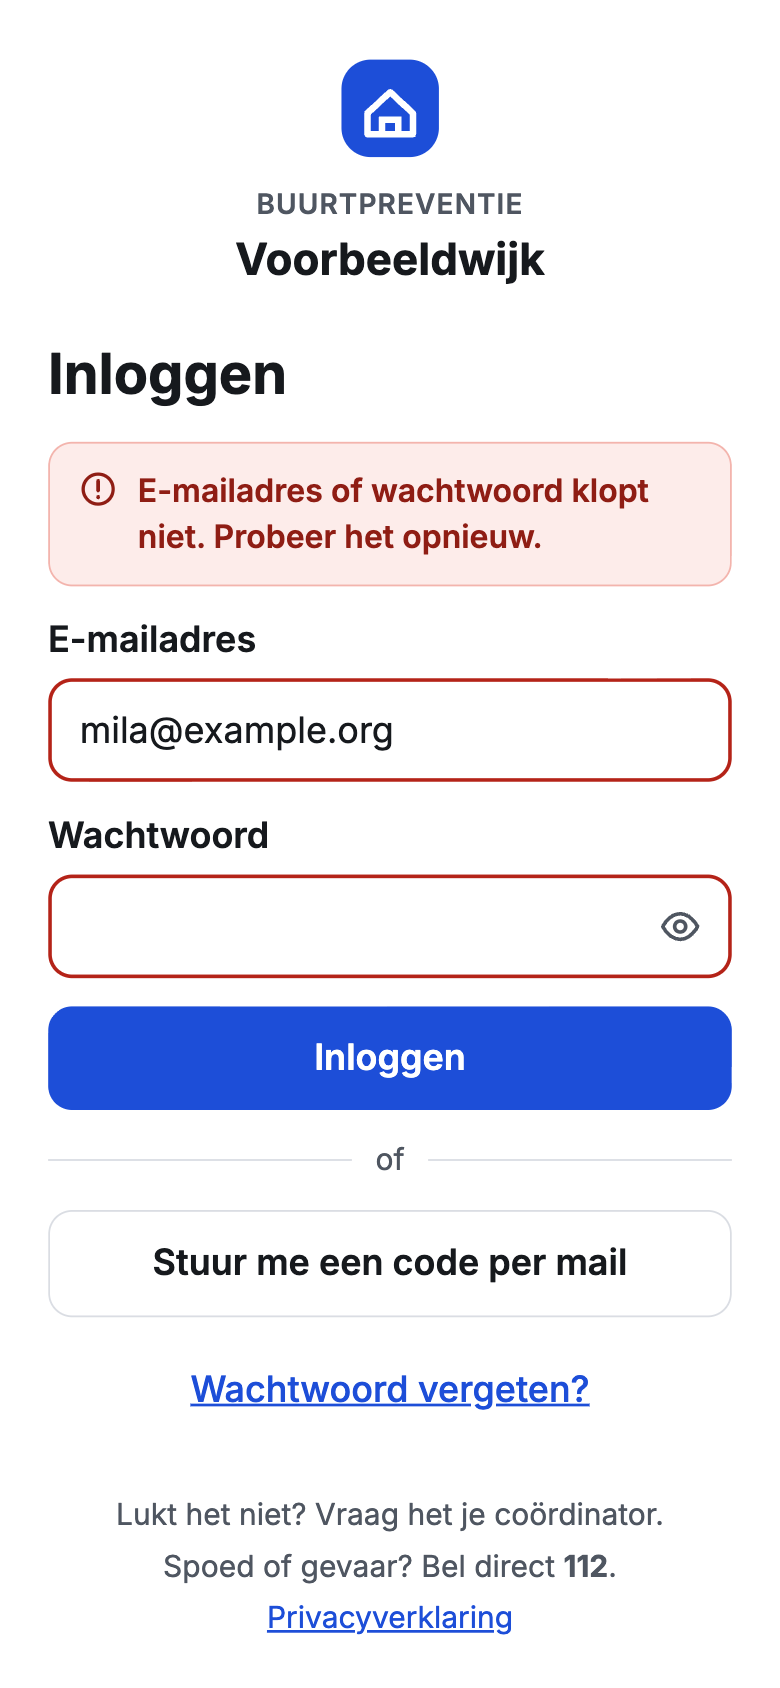 BUURTPREVENTIE
Voorbeeldwijk
Inloggen
E-mailadres of wachtwoord klopt
niet. Probeer het opnieuw.
E-mailadres
mila@example.org
Wachtwoord
Inloggen
of
Stuur me een code per mail
Wachtwoord vergeten?
Lukt het niet? Vraag het je coördinator.
Spoed of gevaar? Bel direct 112.
Privacyverklaring